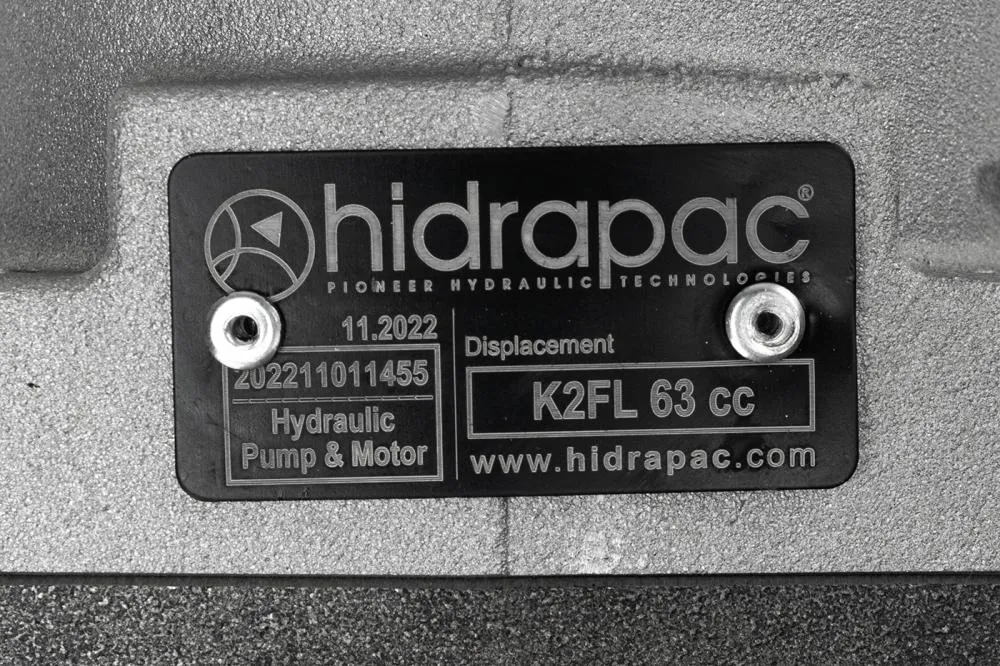 hidrapac®
PIONEER HYDRAULIC TECHNOLOGIES
11.2022
202211011455
Hydraulic
Pump & Motor
Displacement
K2FL 63 cc
www.hidrapac.com